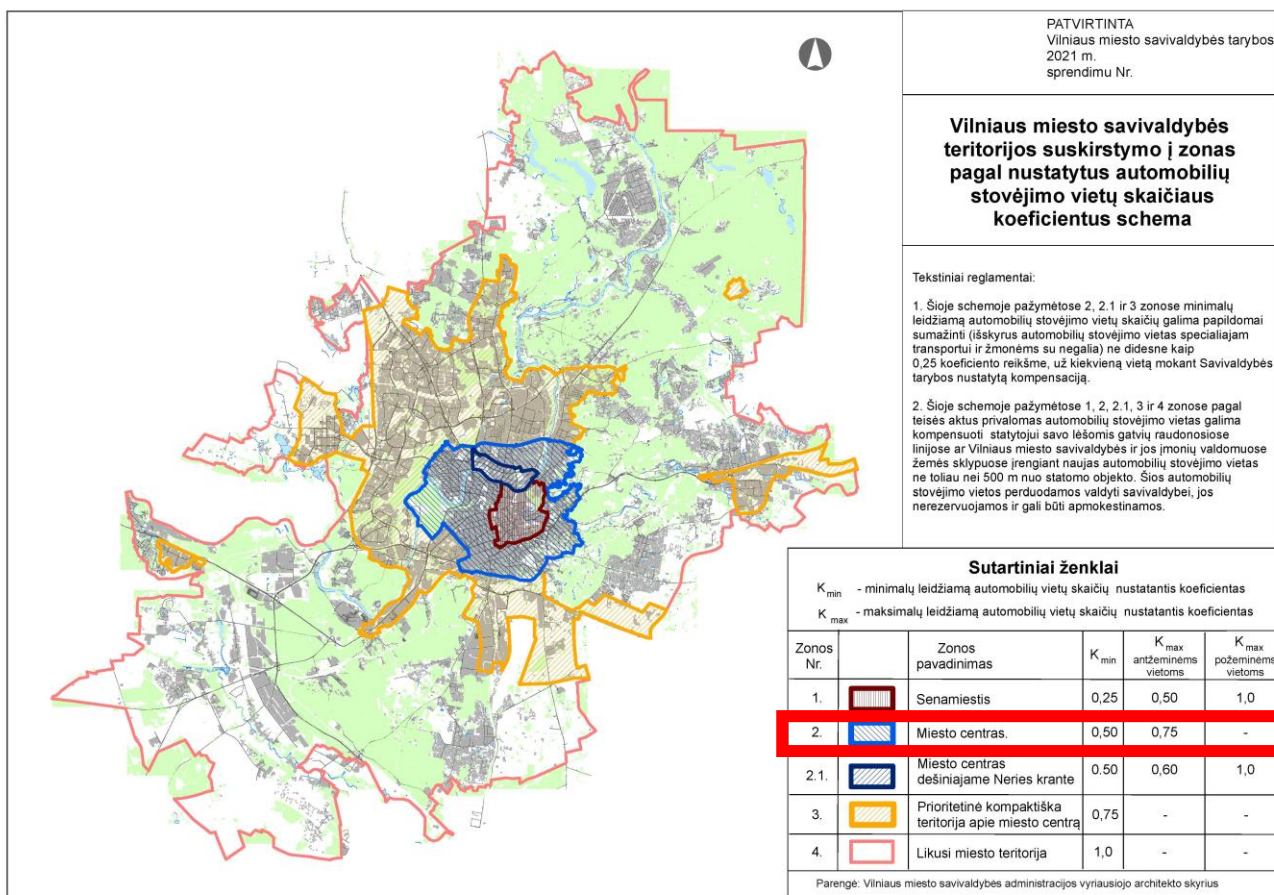 PATVIRTINTA
Vilniaus miesto savivaldybės tarybos
2021 m.
sprendimu Nr.
Vilniaus miesto savivaldybės
teritorijos suskirstymo į zonas
pagal nustatytus automobilių
stovėjimo vietų skaičiaus
koeficientus schema
Tekstiniai reglamentai:
1. Šioje schemoje pažymėtose 2, 2.1 ir 3 zonose minimalų
leidžiamą automobilių stovėjimo vietų skaičių galima papildomai
sumažinti (išskyrus automobilių stovėjimo vietas specialiajam
transportui ir žmonėms su negalia) ne didesne kaip
0,25 koeficiento reikšme, už kiekvieną vietą mokant Savivaldybės
tarybos nustatytą kompensaciją.
2. Šioje schemoje pažymėtose 1, 2, 2.1, 3 ir 4 zonose pagal
teisės aktus privalomas automobilių stovėjimo vietas galima
kompensuoti statytojui savo lėšomis gatvių raudonosiose
linijose ar Vilniaus miesto savivaldybės ir jos įmonių valdomuose
žemės sklypuose įrengiant naujas automobilių stovėjimo vietas
ne toliau nei 500 m nuo statomo objekto. Šios automobilių
stovėjimo vietos perduodamos valdyti savivaldybei, jos
nerezervuojamos ir gali būti apmokestinamos.
Sutartiniai ženklai
K min - minimalų leidžiamą automobilių vietų skaičių nustatantis koeficientas
K max - maksimalų leidžiamą automobilių vietų skaičių nustatantis koeficientas
Zonos Nr. Zonos pavadinimas K min K max antžeminėms vietoms K max požeminėms vietoms
1. Senamiestis 0,25 0,50 1,0
2. Miesto centras. 0,50 0,75 -
2.1. Miesto centras dešiniajame Neries krante 0.50 0,60 1,0
3. Prioritetinė kompaktiška teritorija apie miesto centrą 0,75 - -
4. Likusi miesto teritorija 1,0 - -
Parengė: Vilniaus miesto savivaldybės administracijos vyriausiojo architekto skyrius